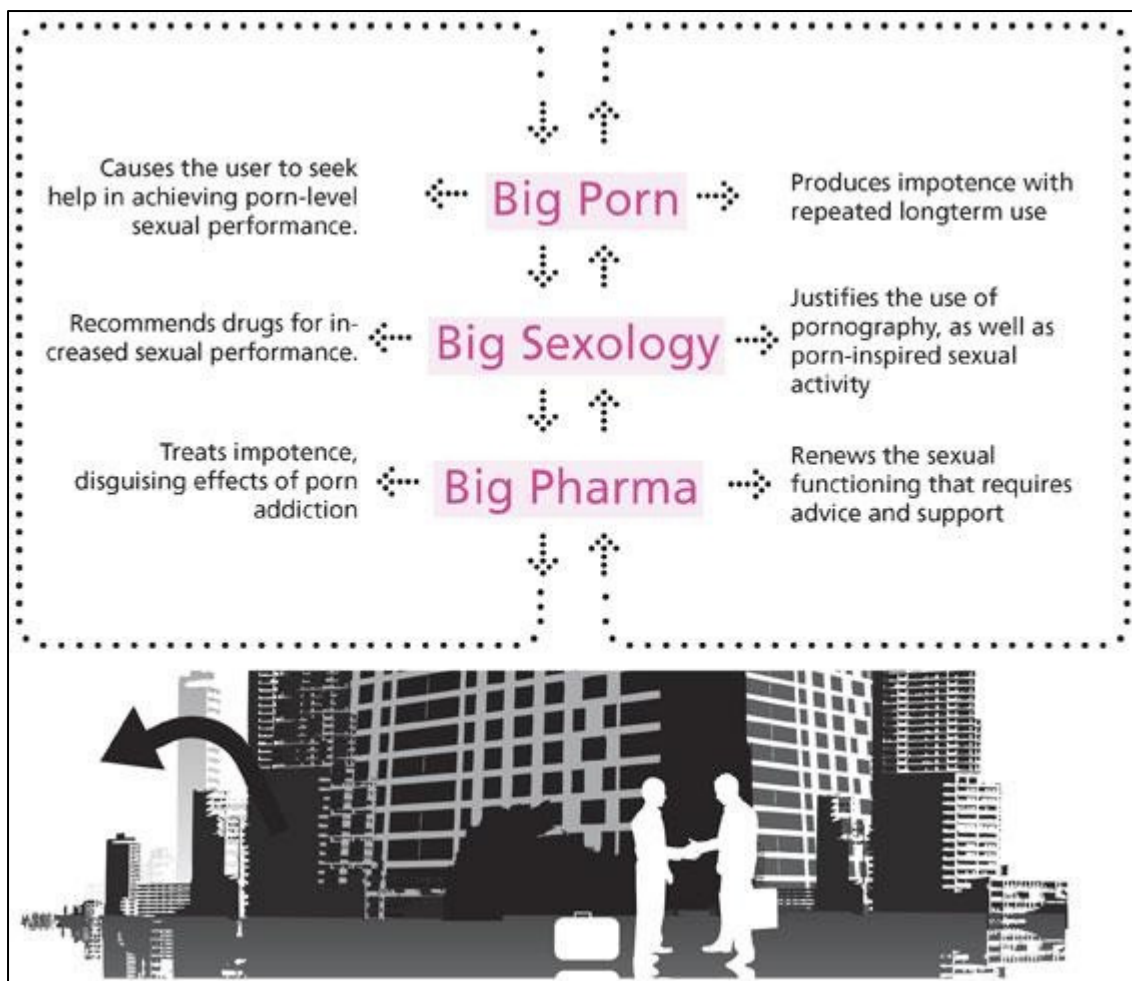 Causes the user to seek
help in achieving porn-level
sexual performance.
Big Porn
Produces impotence with
repeated longterm use
Recommends drugs for in-
creased sexual performance.
Big Sexology
Justifies the use of
pornography, as well as
porn-inspired sexual
activity
Treats impotence,
disguising effects of porn
addiction
Big Pharma
Renews the sexual
functioning that requires
advice and support